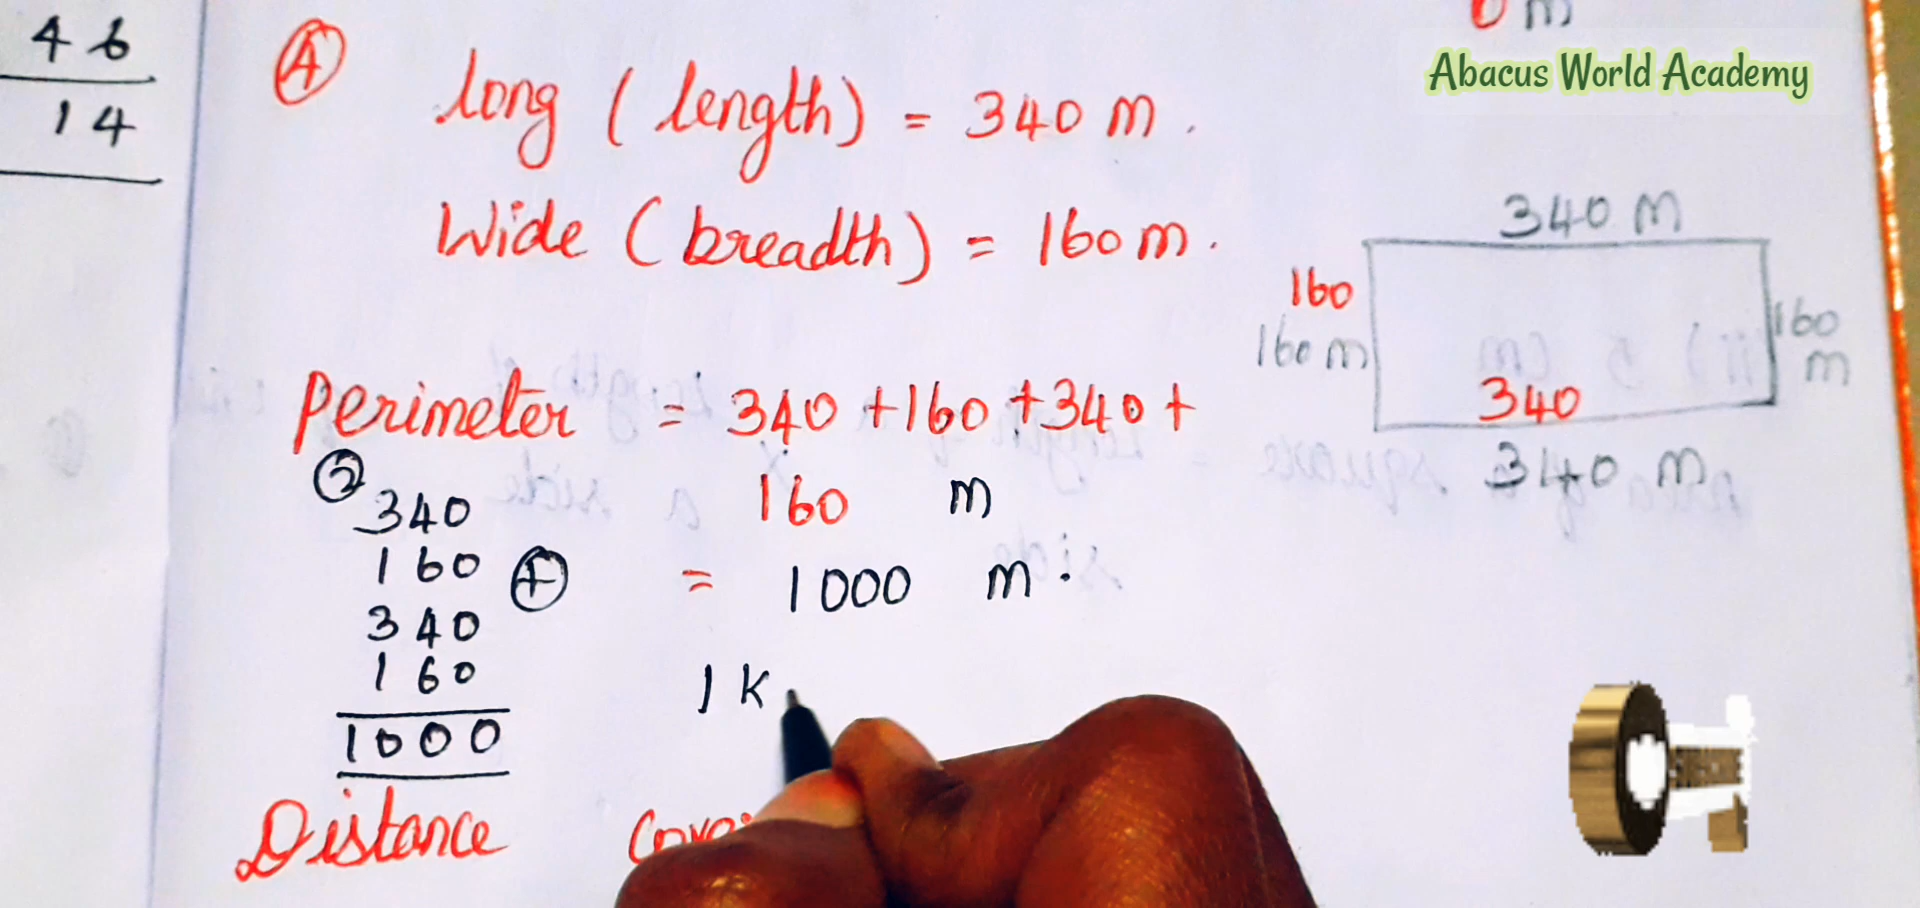 46
14
m
Abacus World Academy
4
long (length) = 340 m.
Wide (breadth) = 160 m.
340 m
160
160 m
160
m
340
340 m
Perimeter = 340 + 160 + 340 +
160 m
= 1000 m.
2
340
160 +
340
160
1000
1 K
Distance